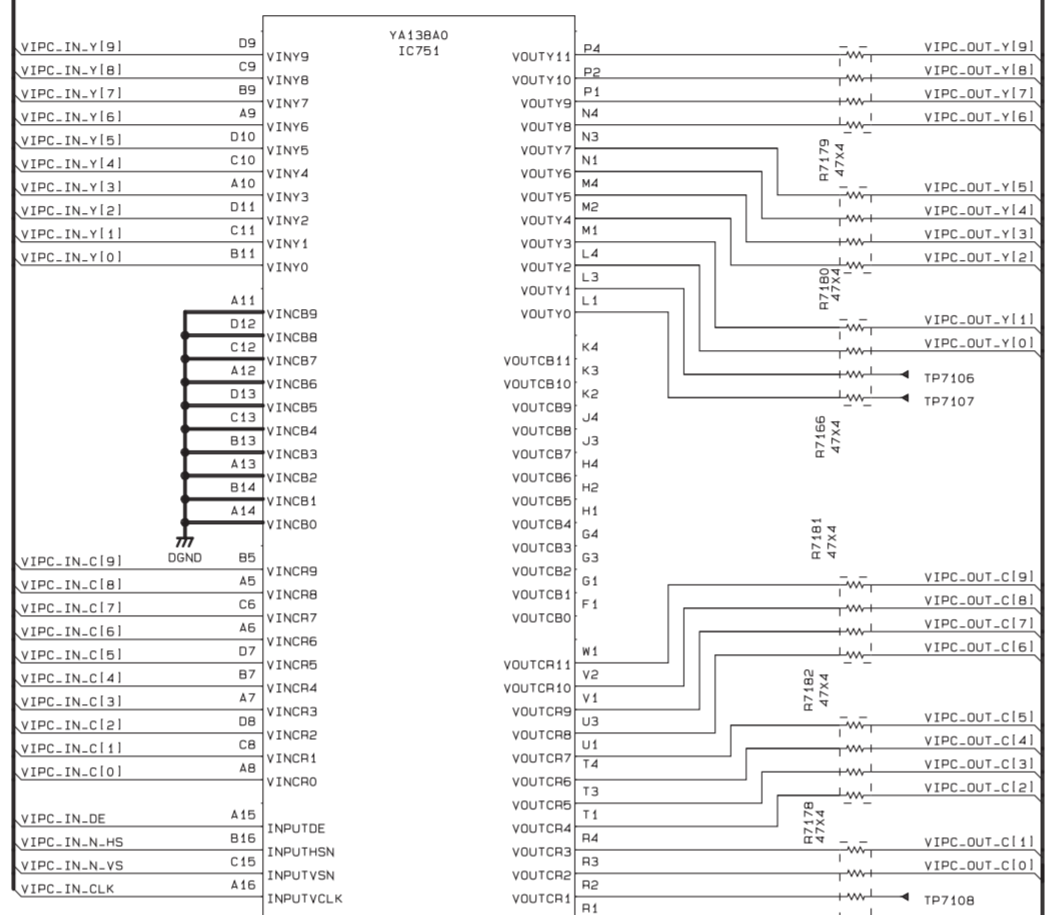 YA138A0
IC751
VIPC_IN_Y[9] D9 VINY9
VIPC_IN_Y[8] C9 VINY8
VIPC_IN_Y[7] B9 VINY7
VIPC_IN_Y[6] A9 VINY6
VIPC_IN_Y[5] D10 VINY5
VIPC_IN_Y[4] C10 VINY4
VIPC_IN_Y[3] A10 VINY3
VIPC_IN_Y[2] D11 VINY2
VIPC_IN_Y[1] C11 VINY1
VIPC_IN_Y[0] B11 VINY0
A11 VINCB9
D12 VINCB8
C12 VINCB7
A12 VINCB6
D13 VINCB5
C13 VINCB4
B13 VINCB3
A13 VINCB2
B14 VINCB1
A14 VINCB0
DGND
VIPC_IN_C[9] B5 VINCR9
VIPC_IN_C[8] A5 VINCR8
VIPC_IN_C[7] C6 VINCR7
VIPC_IN_C[6] A6 VINCR6
VIPC_IN_C[5] D7 VINCR5
VIPC_IN_C[4] B7 VINCR4
VIPC_IN_C[3] A7 VINCR3
VIPC_IN_C[2] D8 VINCR2
VIPC_IN_C[1] C8 VINCR1
VIPC_IN_C[0] A8 VINCR0
VIPC_IN_DE A15 INPUTDE
VIPC_IN_N_HS B16 INPUTHSN
VIPC_IN_N_VS C15 INPUTVSN
VIPC_IN_CLK A16 INPUTVCLK
VOUTY11 P4
VOUTY10 P2
VOUTY9 P1
VOUTY8 N4
VOUTY7 N3
VOUTY6 N1
VOUTY5 M4
VOUTY4 M2
VOUTY3 M1
VOUTY2 L4
VOUTY1 L3
VOUTY0 L1
VOUTCB11 K4
VOUTCB10 K3
VOUTCB9 K2
VOUTCB8 J4
VOUTCB7 J3
VOUTCB6 H4
VOUTCB5 H2
VOUTCB4 H1
VOUTCB3 G4
VOUTCB2 G3
VOUTCB1 G1
VOUTCB0 F1
VOUTCR11 W1
VOUTCR10 V2
VOUTCR9 V1
VOUTCR8 U3
VOUTCR7 U1
VOUTCR6 T4
VOUTCR5 T3
VOUTCR4 T1
VOUTCR3 R4
VOUTCR2 R3
VOUTCR1 R2
R1
VIPC_OUT_Y[9]
VIPC_OUT_Y[8]
VIPC_OUT_Y[7]
VIPC_OUT_Y[6]
R7179
47X4
VIPC_OUT_Y[5]
VIPC_OUT_Y[4]
VIPC_OUT_Y[3]
VIPC_OUT_Y[2]
R7180
47X4
VIPC_OUT_Y[1]
VIPC_OUT_Y[0]
TP7106
TP7107
R7166
47X4
R7181
47X4
VIPC_OUT_C[9]
VIPC_OUT_C[8]
VIPC_OUT_C[7]
VIPC_OUT_C[6]
R7182
47X4
VIPC_OUT_C[5]
VIPC_OUT_C[4]
VIPC_OUT_C[3]
VIPC_OUT_C[2]
R7178
47X4
VIPC_OUT_C[1]
VIPC_OUT_C[0]
TP7108